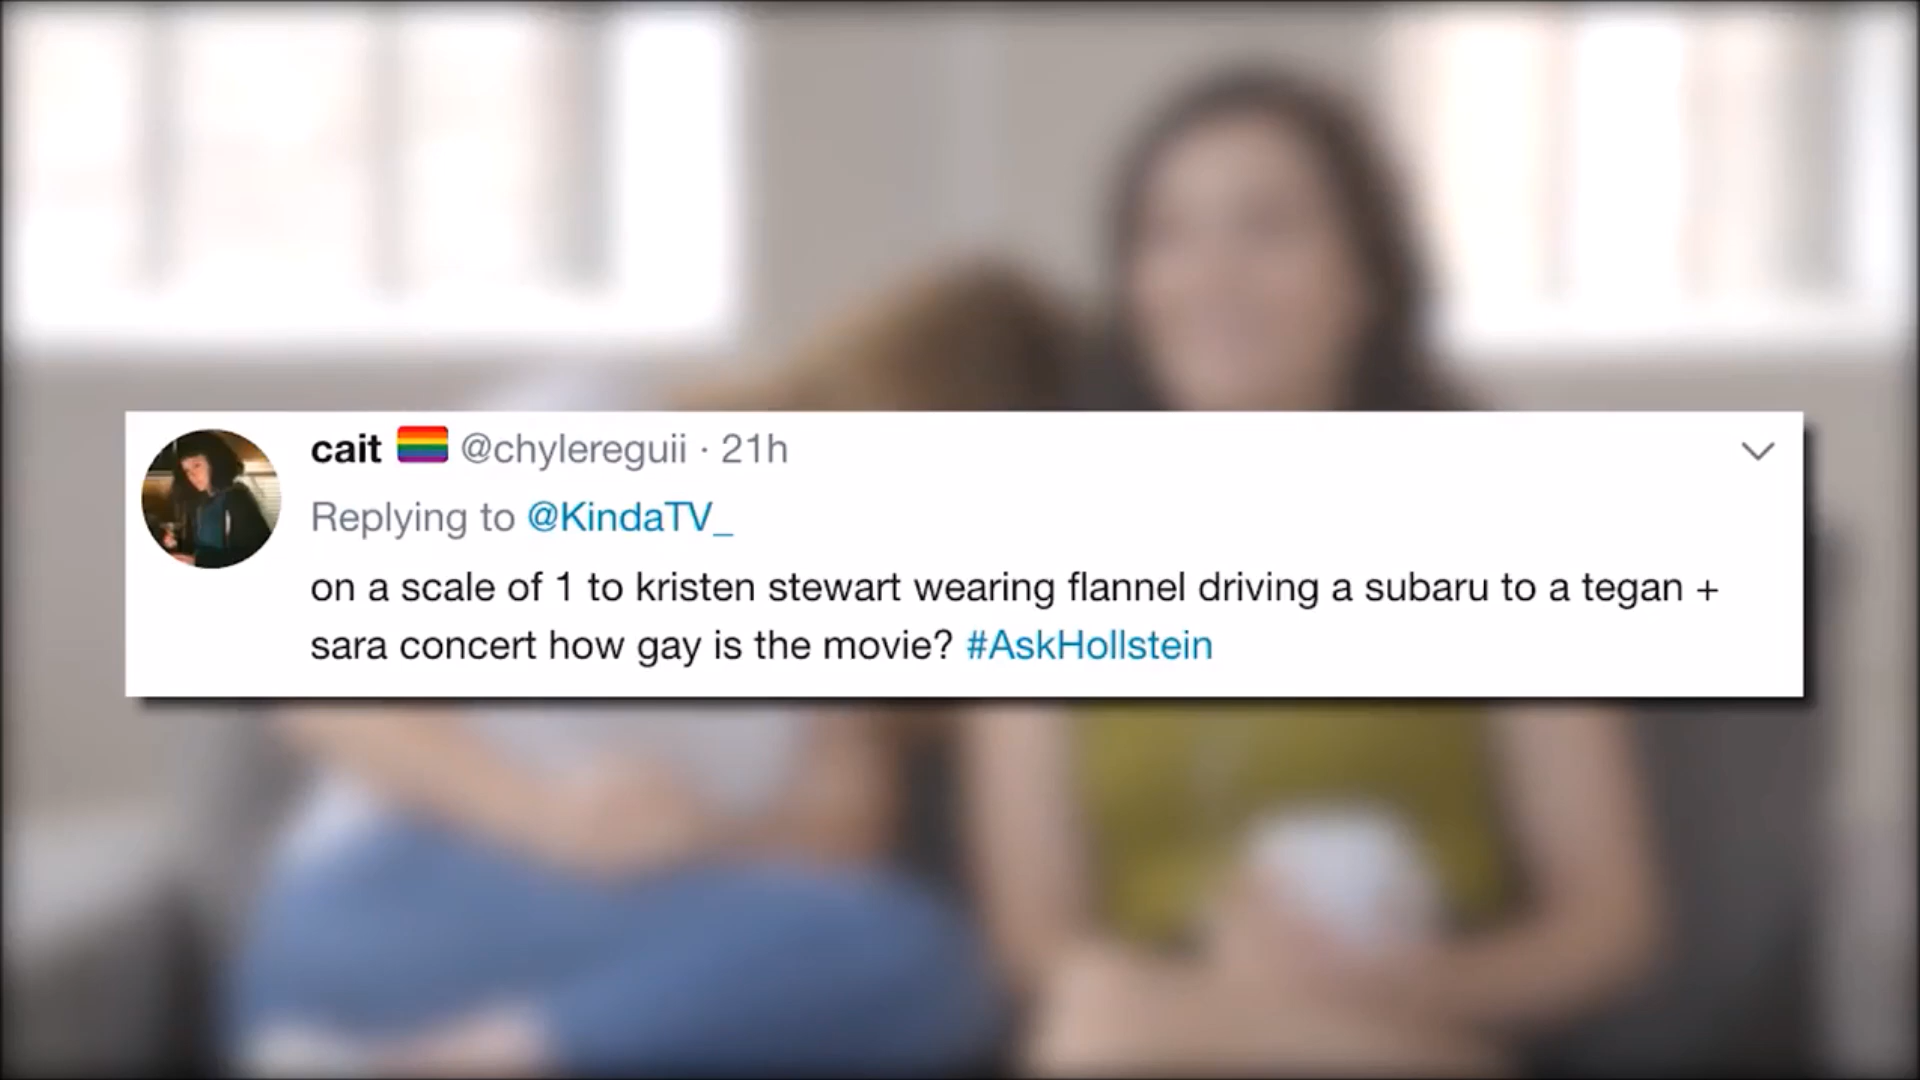 cait 🏳️‍🌈 @chylereguii · 21h
Replying to @KindaTV_
on a scale of 1 to kristen stewart wearing flannel driving a subaru to a tegan +
sara concert how gay is the movie? #AskHollstein